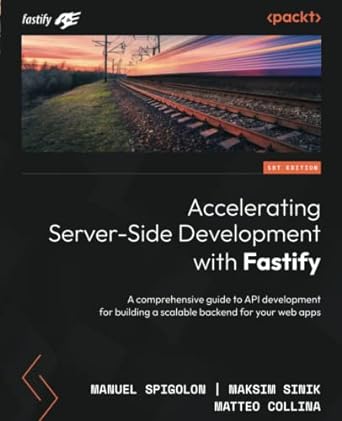 fastify
<packt>
1ST EDITION
Accelerating
Server-Side Development
with Fastify
A comprehensive guide to API development
for building a scalable backend for your web apps
MANUEL SPIGOLON | MAKSIM SINIK
MATTEO COLLINA